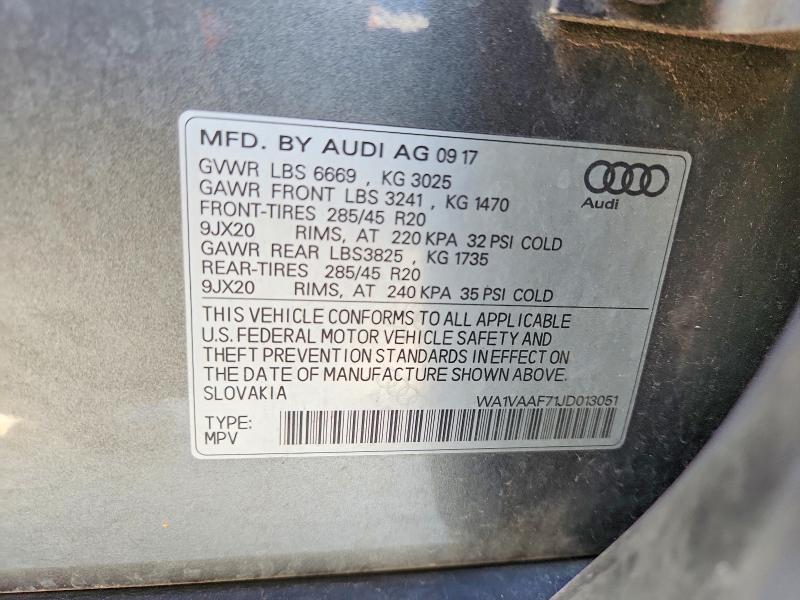 MFD. BY AUDI AG 09 17
GVWR LBS 6669 , KG 3025
GAWR FRONT LBS 3241 , KG 1470
FRONT-TIRES 285/45 R20
9JX20 RIMS, AT 220 KPA 32 PSI COLD
GAWR REAR LBS3825 , KG 1735
REAR-TIRES 285/45 R20
9JX20 RIMS, AT 240 KPA 35 PSI COLD
Audi
THIS VEHICLE CONFORMS TO ALL APPLICABLE
U.S. FEDERAL MOTOR VEHICLE SAFETY AND
THEFT PREVENTION STANDARDS IN EFFECT ON
THE DATE OF MANUFACTURE SHOWN ABOVE.
SLOVAKIA WA1VAAF71JD013051
TYPE:
MPV